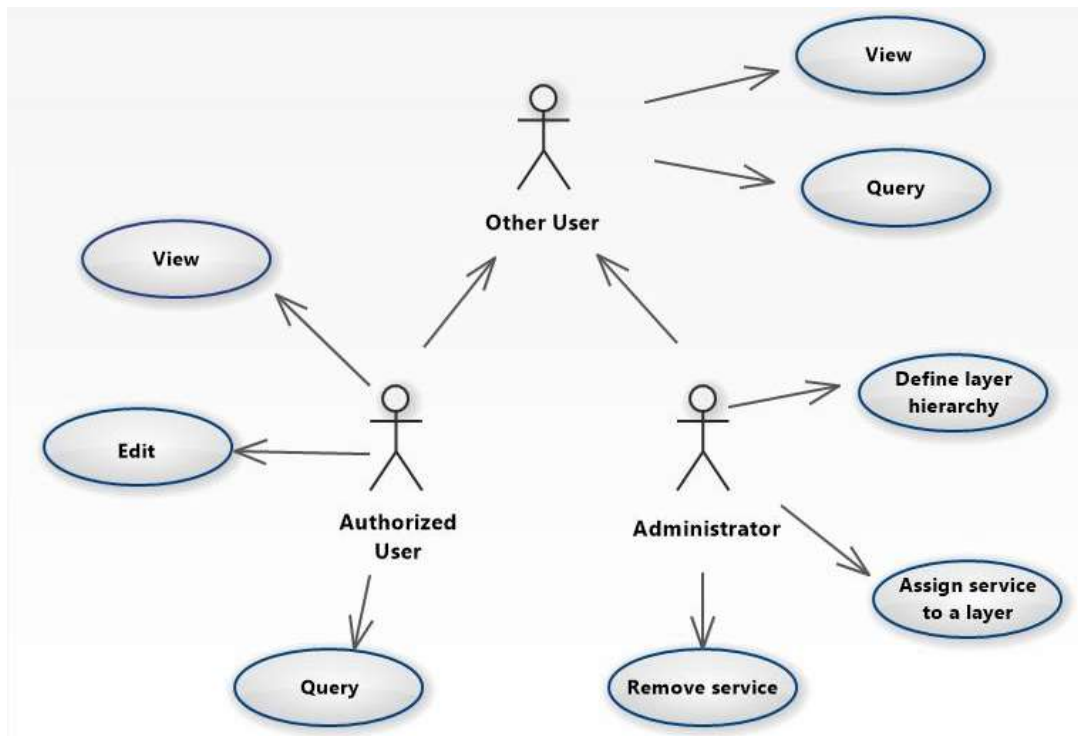 View
Query
Other User
View
Define layer
hierarchy
Edit
Authorized
User
Administrator
Assign service
to a layer
Query
Remove service